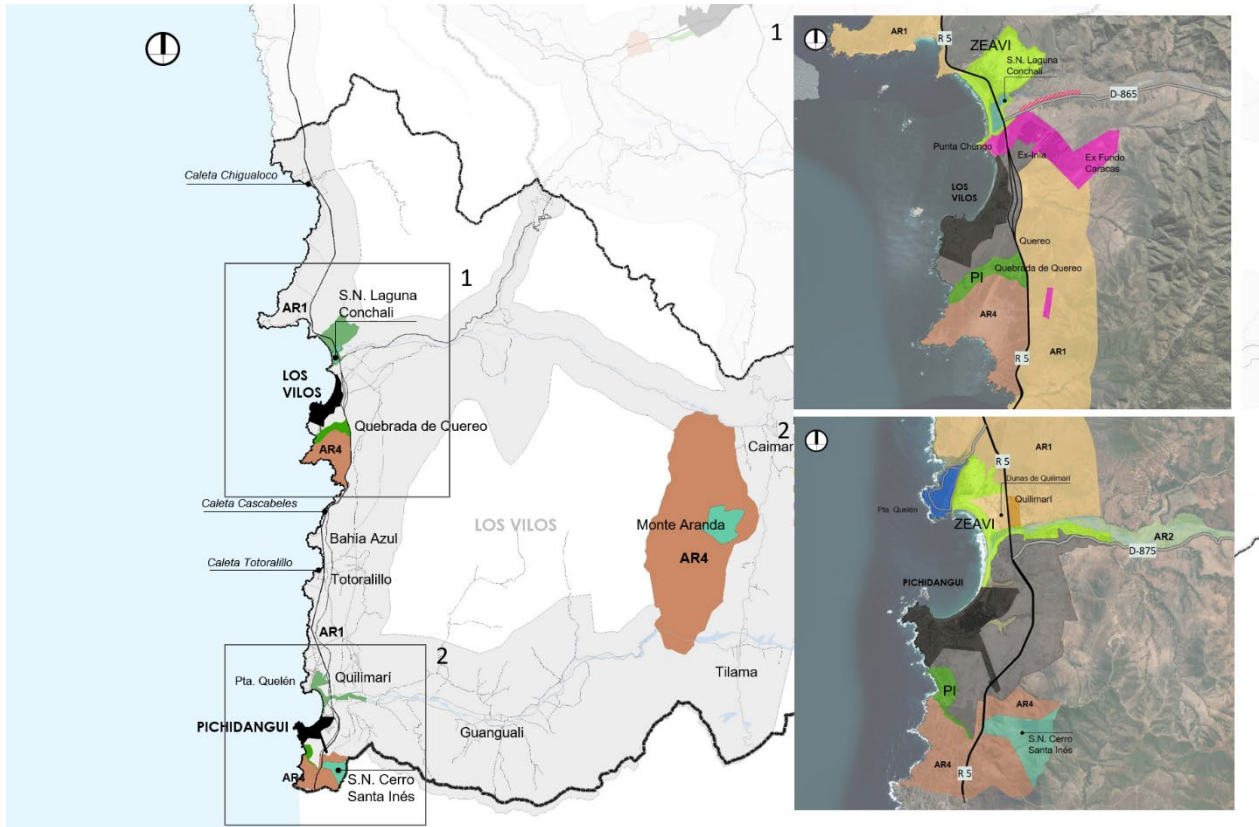 1
Caleta Chigualoco
1
AR1
S.N. Laguna
Conchalí
LOS
VILOS
Quebrada de Quereo
AR4
Caleta Cascabeles
Bahía Azul
Caleta Totoralillo
Totoralillo
AR1
LOS VILOS
Monte Aranda
AR4
2
Tilama
2
Pta. Quelén
Quilimarí
PICHIDANGUI
Guanguali
AR4
S.N. Cerro
Santa Inés
AR1
R 5
ZEAVI
S.N. Laguna
Conchalí
D-865
Punta Chungo
Ex-Inia
Ex Fundo
Caracas
LOS
VILOS
Quereo
Quebrada de Quereo
PI
AR4
AR1
R 5
AR1
R 5
Dunas de Quilimarí
Quilimarí
Pta. Quelén
ZEAVI
AR2
D-875
PICHIDANGUI
PI
AR4
S.N. Cerro
Santa Inés
AR4
R 5